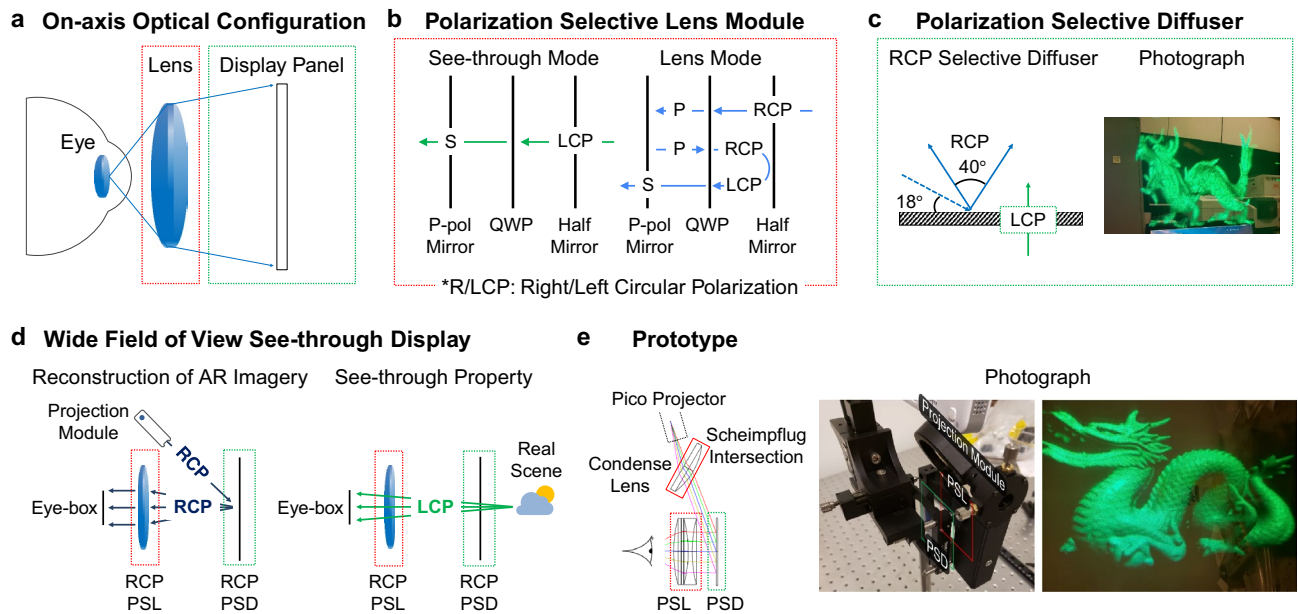 a On-axis Optical Configuration
Lens
Display Panel
Eye
b Polarization Selective Lens Module
See-through Mode
Lens Mode
P
RCP
S
LCP
P
RCP
S
LCP
P-pol
Mirror
QWP
Half
Mirror
P-pol
Mirror
QWP
Half
Mirror
*R/LCP: Right/Left Circular Polarization
c Polarization Selective Diffuser
RCP Selective Diffuser
Photograph
RCP
40°
18°
LCP
d Wide Field of View See-through Display
Reconstruction of AR Imagery
See-through Property
Projection
Module
RCP
RCP
Eye-box
RCP
PSL
RCP
PSD
Real
Scene
Eye-box
LCP
RCP
PSL
RCP
PSD
e Prototype
Pico Projector
Scheimpflug
Intersection
Condense
Lens
PSL
PSD
Photograph
Projection Module
PSL
PSD